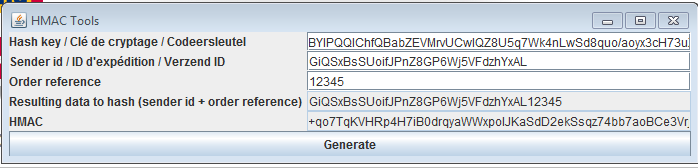 HMAC Tools
Hash key / Clé de cryptage / Codeersleutel
BYIPQQIChfQBabZEVMrvUCwIQZ8U5q7Wk4nLwSd8quo/aoyx3cH73u
Sender id / ID d'expédition / Verzend ID
GiQSxBsSUoifJPnZ8GP6Wj5VFdzhYxAL
Order reference
12345
Resulting data to hash (sender id + order reference)
GiQSxBsSUoifJPnZ8GP6Wj5VFdzhYxAL12345
HMAC
+qo7TqKVHRp4H7iB0drqyaWWxpolJKaSdD2ekSsqz74bb7aoBCe3Vr
Generate